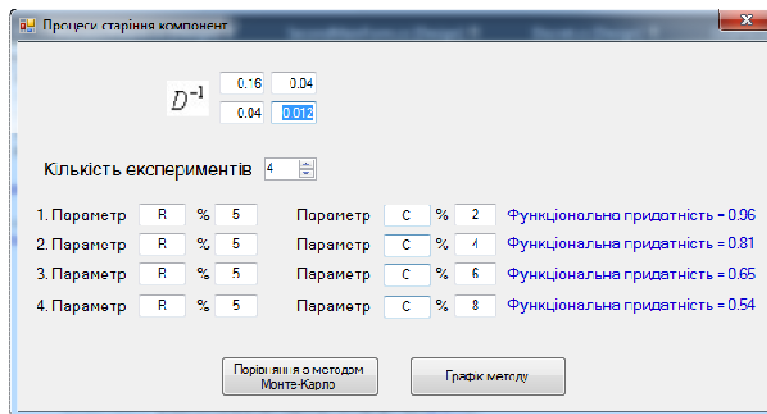 Процеси старіння компонент
0.16 0.04
D⁻¹
0.04 0.012
Кількість експериментів 4
1. Параметр R % 5 Параметр C % 2 Функціональна придатність = 0.96
2. Параметр R % 5 Параметр C % 4 Функціональна придатність = 0.81
3. Параметр R % 5 Параметр C % 6 Функціональна придатність = 0.65
4. Параметр R % 5 Параметр C % 8 Функціональна придатність = 0.54
Порівняння з методом
Монте-Карло
Графік методу